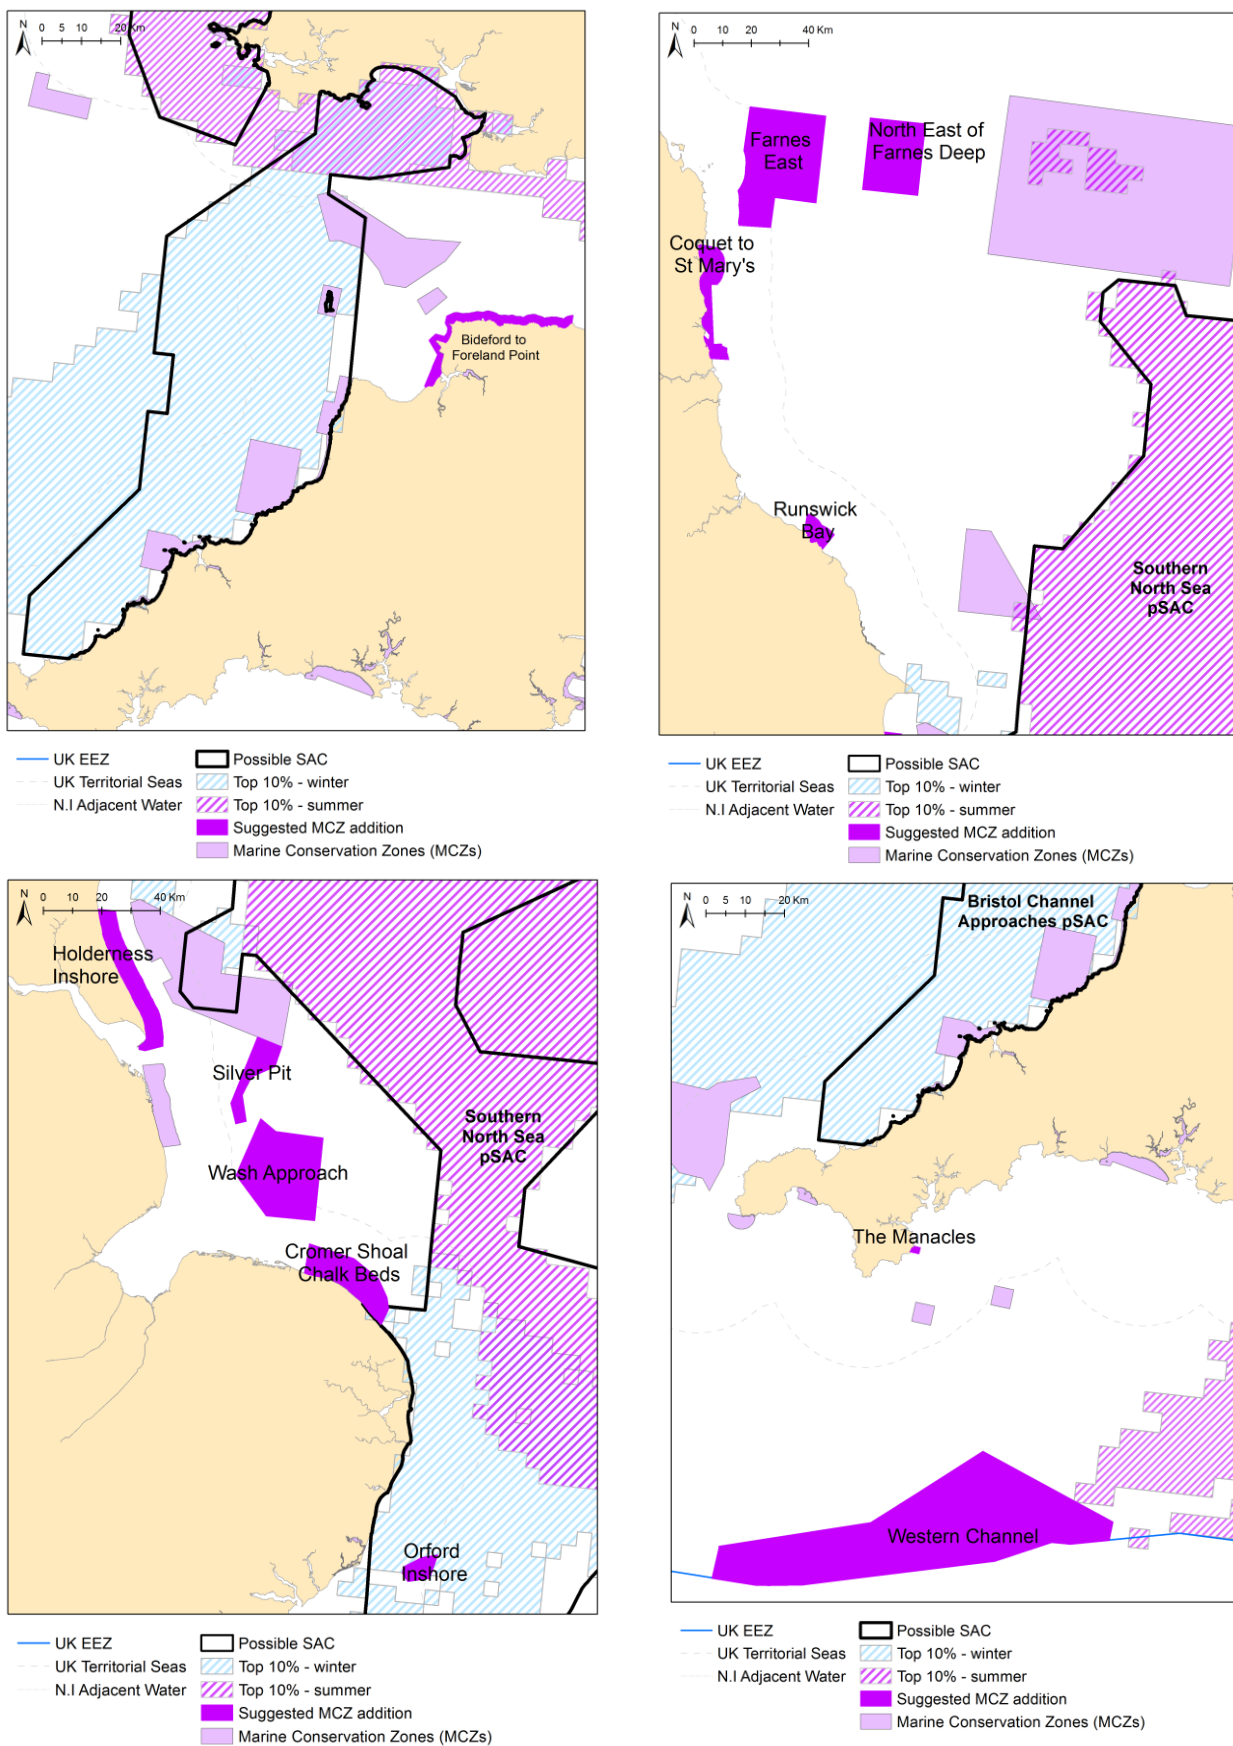 N
0 5 10 20 Km
Bideford to
Foreland Point
UK EEZ
UK Territorial Seas
N.I Adjacent Water
Possible SAC
Top 10% - winter
Top 10% - summer
Suggested MCZ addition
Marine Conservation Zones (MCZs)
N
0 10 20 40 Km
Farnes
East
North East of
Farnes Deep
Coquet to
St Mary's
Runswick
Bay
Southern
North Sea
pSAC
UK EEZ
UK Territorial Seas
N.I Adjacent Water
Possible SAC
Top 10% - winter
Top 10% - summer
Suggested MCZ addition
Marine Conservation Zones (MCZs)
N
0 10 20 40 Km
Holderness
Inshore
Silver Pit
Southern
North Sea
pSAC
Wash Approach
Cromer Shoal
Chalk Beds
Orford
Inshore
UK EEZ
UK Territorial Seas
N.I Adjacent Water
Possible SAC
Top 10% - winter
Top 10% - summer
Suggested MCZ addition
Marine Conservation Zones (MCZs)
N
0 5 10 20 Km
Bristol Channel
Approaches pSAC
The Manacles
Western Channel
UK EEZ
UK Territorial Seas
N.I Adjacent Water
Possible SAC
Top 10% - winter
Top 10% - summer
Suggested MCZ addition
Marine Conservation Zones (MCZs)